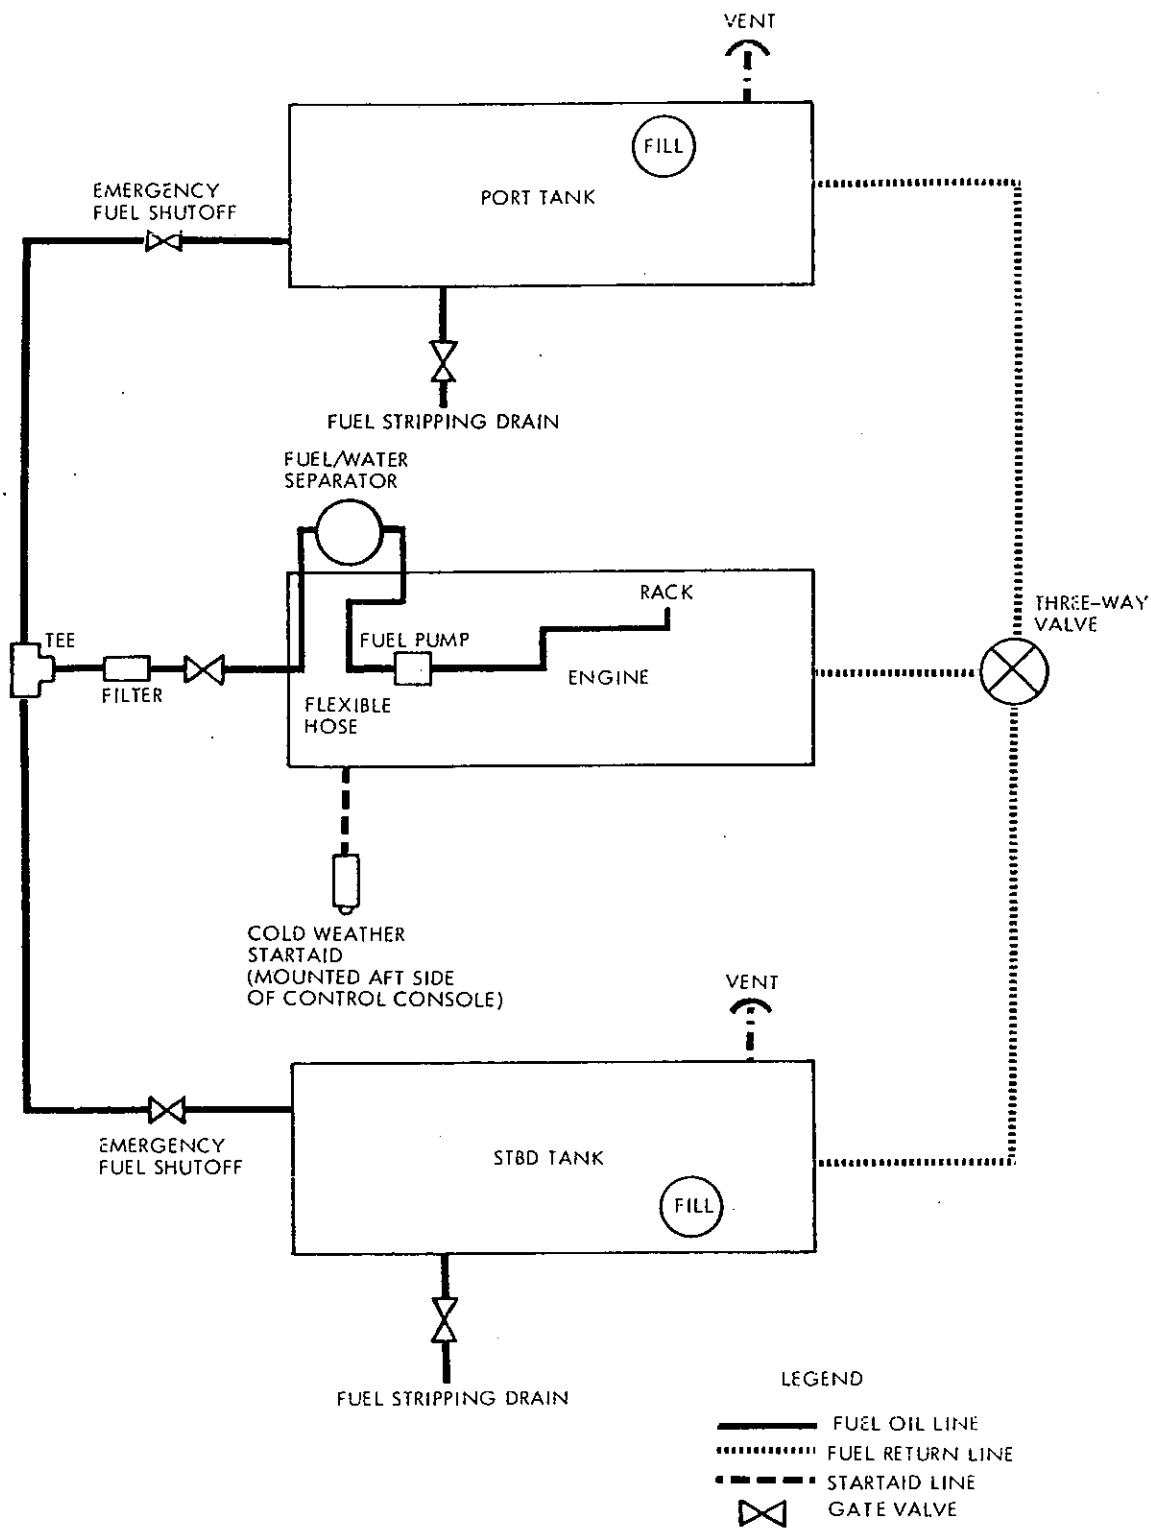 VENT
FILL
PORT TANK
EMERGENCY
FUEL SHUTOFF
FUEL STRIPPING DRAIN
FUEL/WATER
SEPARATOR
RACK
THREE-WAY
VALVE
TEE
FUEL PUMP
ENGINE
FILTER
FLEXIBLE
HOSE
COLD WEATHER
STARTAID
(MOUNTED AFT SIDE
OF CONTROL CONSOLE)
VENT
EMERGENCY
FUEL SHUTOFF
STBD TANK
FILL
FUEL STRIPPING DRAIN
LEGEND
FUEL OIL LINE
FUEL RETURN LINE
STARTAID LINE
GATE VALVE